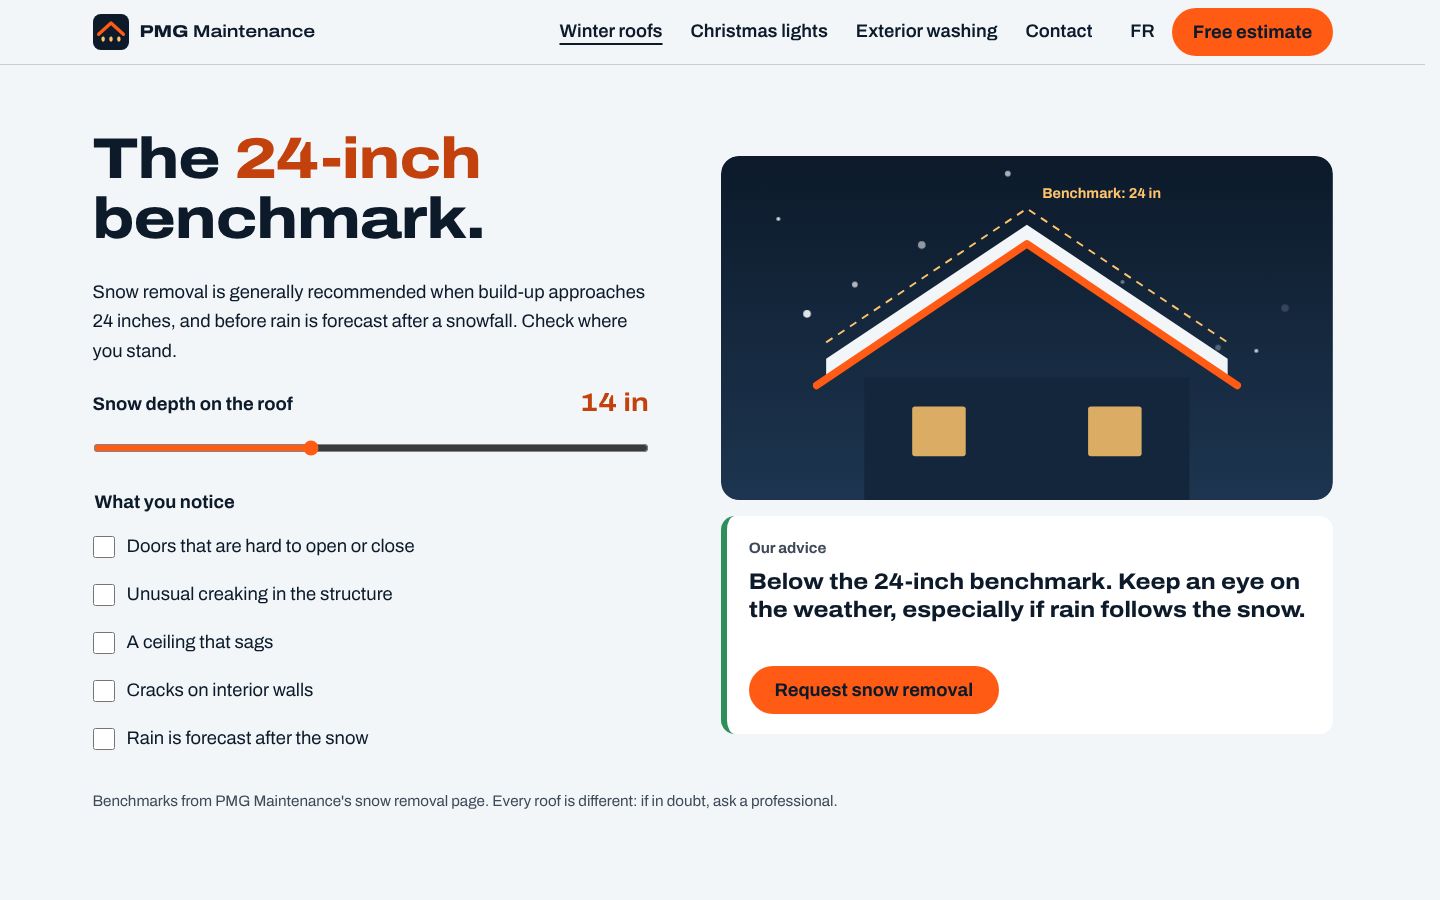 PMG Maintenance
Winter roofs
Christmas lights
Exterior washing
Contact
FR
Free estimate
The 24-inch
benchmark.
Snow removal is generally recommended when build-up approaches
24 inches, and before rain is forecast after a snowfall. Check where
you stand.
Snow depth on the roof
14 in
What you notice
Doors that are hard to open or close
Unusual creaking in the structure
A ceiling that sags
Cracks on interior walls
Rain is forecast after the snow
Benchmark: 24 in
Our advice
Below the 24-inch benchmark. Keep an eye on
the weather, especially if rain follows the snow.
Request snow removal
Benchmarks from PMG Maintenance's snow removal page. Every roof is different: if in doubt, ask a professional.